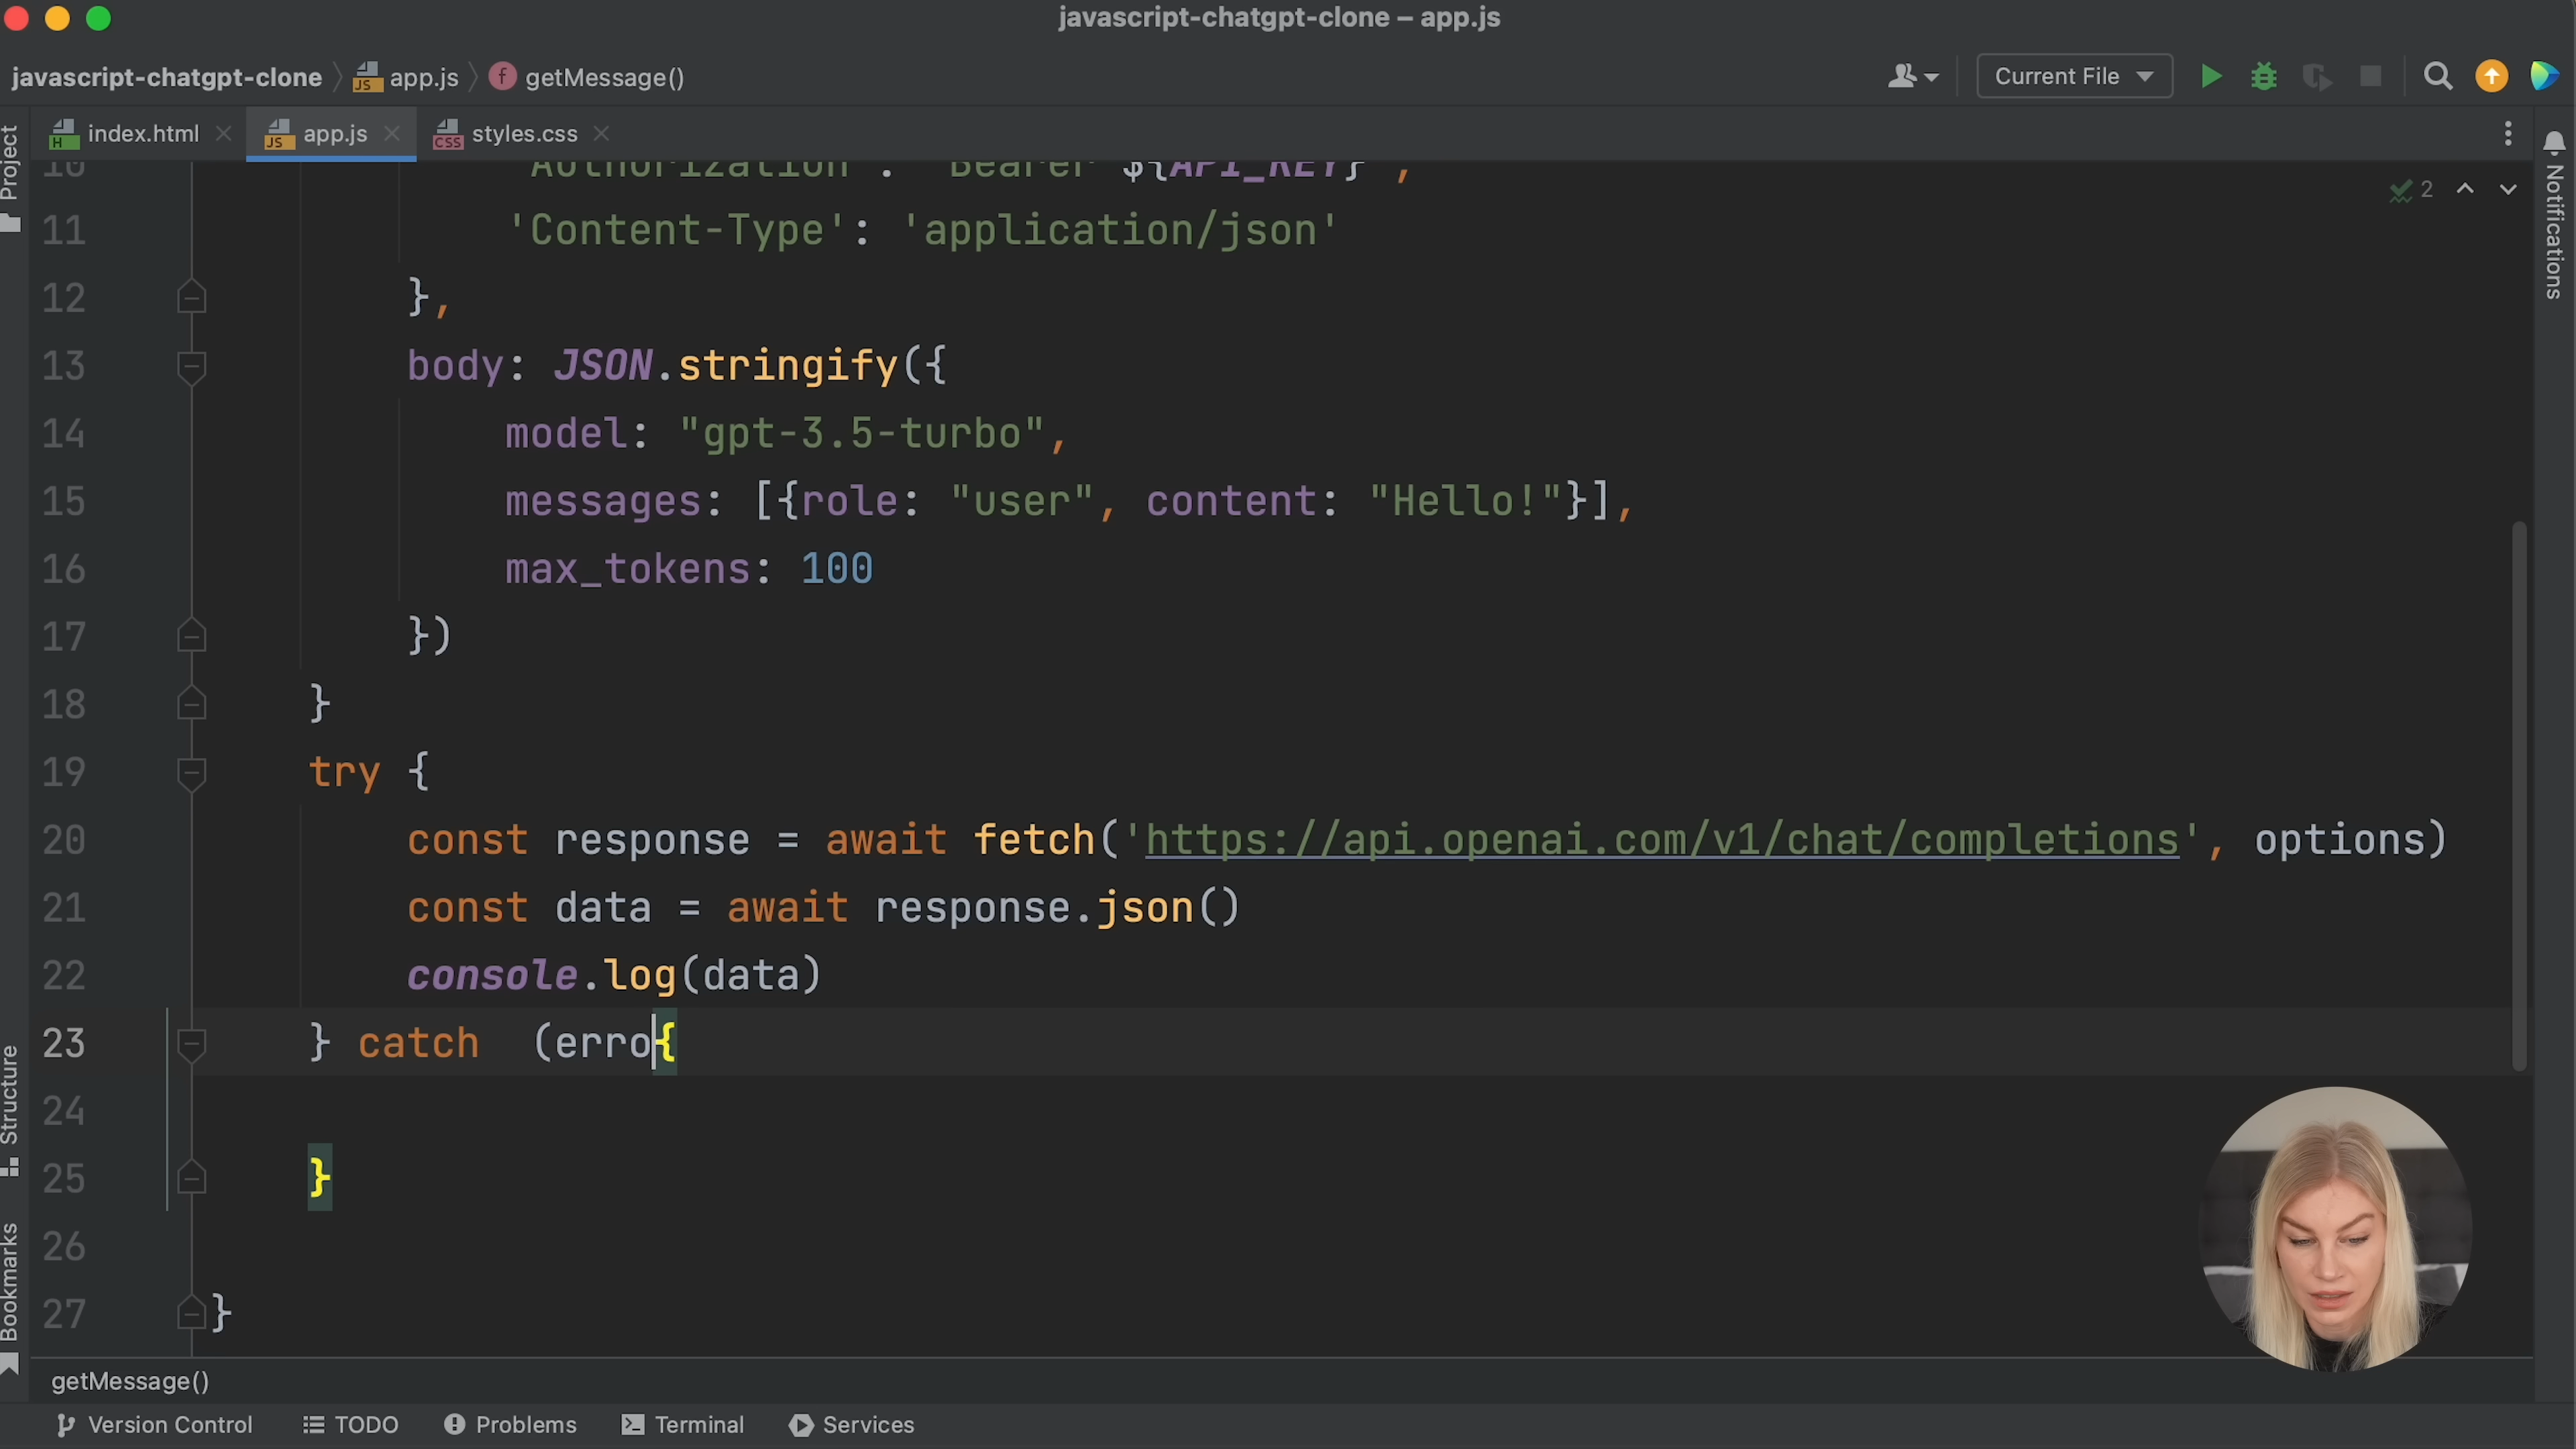 javascript-chatgpt-clone – app.js
javascript-chatgpt-clone app.js getMessage()
Current File
index.html app.js styles.css
Project
Notifications
2
10 'Authorization': `Bearer ${API_KEY}`,
11 'Content-Type': 'application/json'
12 },
13 body: JSON.stringify({
14 model: "gpt-3.5-turbo",
15 messages: [{role: "user", content: "Hello!"}],
16 max_tokens: 100
17 })
18 }
19 try {
20 const response = await fetch('https://api.openai.com/v1/chat/completions', options)
21 const data = await response.json()
22 console.log(data)
23 } catch  (erro{
24
25 }
26
27 }
Structure
Bookmarks
getMessage()
Version Control TODO Problems Terminal Services